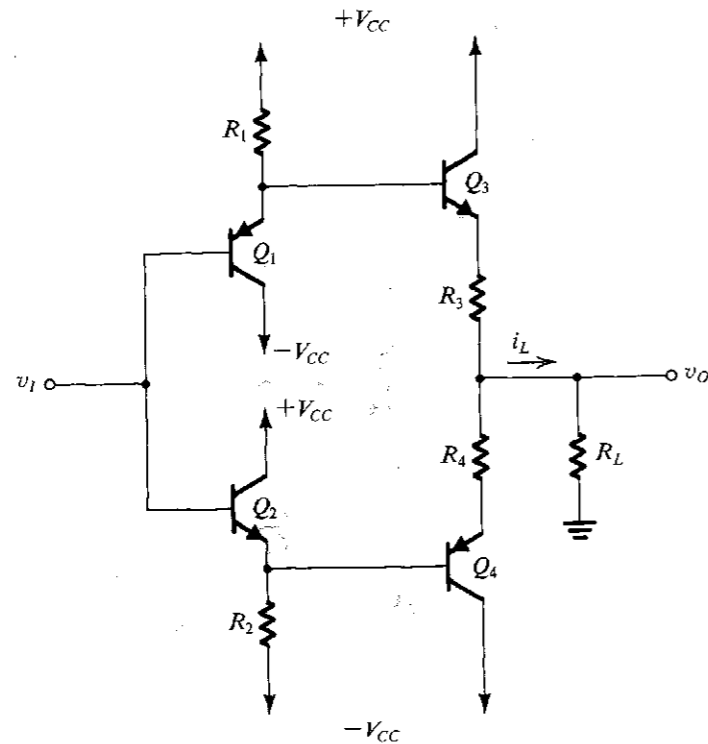 +V_CC
R_1
Q_3
Q_1
R_3
−V_CC
i_L
v_I
v_O
+V_CC
R_4
R_L
Q_2
Q_4
R_2
−V_CC